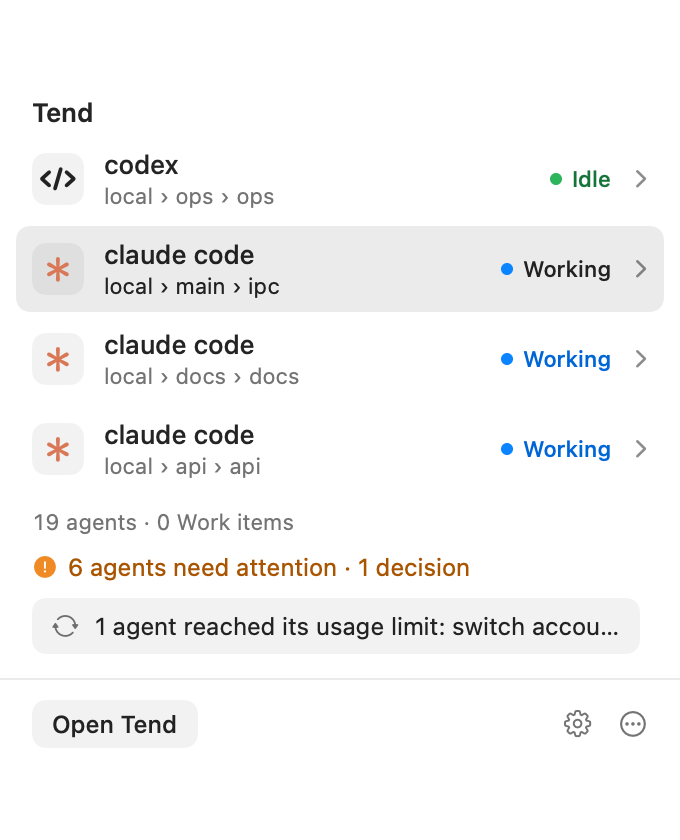 Tend
codex
local › ops › ops
Idle
claude code
local › main › ipc
Working
claude code
local › docs › docs
Working
claude code
local › api › api
Working
19 agents · 0 Work items
6 agents need attention · 1 decision
1 agent reached its usage limit: switch accou...
Open Tend